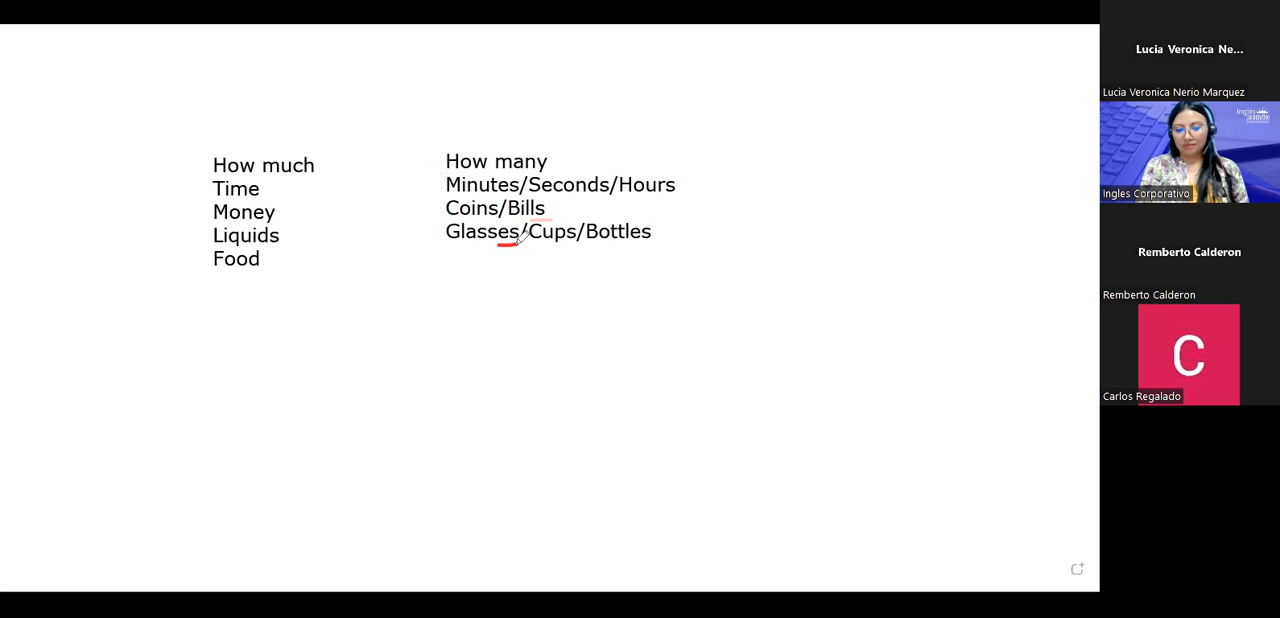 How much
Time
Money
Liquids
Food
How many
Minutes/Seconds/Hours
Coins/Bills
Glasses/Cups/Bottles
Lucia Veronica Ne...
Lucia Veronica Nerio Marquez
Ingles
Ingles Corporativo
Remberto Calderon
Remberto Calderon
C
Carlos Regalado